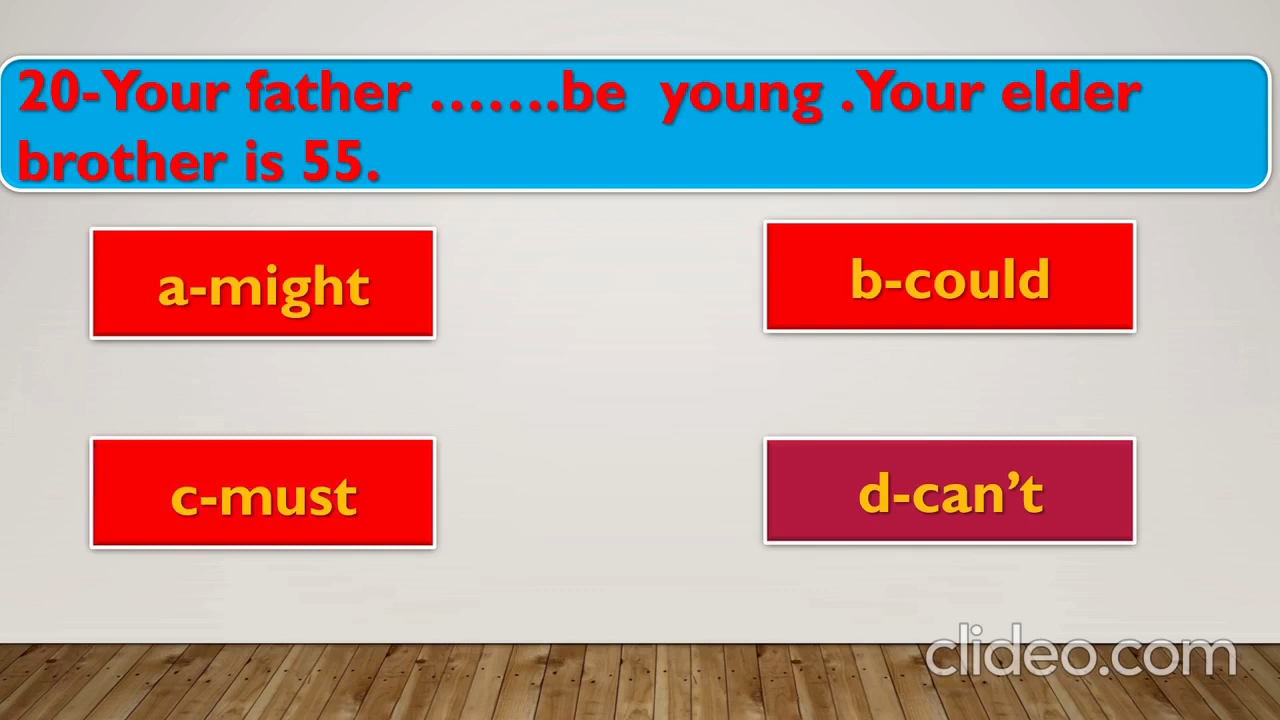 20-Your father …….be  young .Your elder
brother is 55.
a-might
b-could
c-must
d-can’t
clideo.com